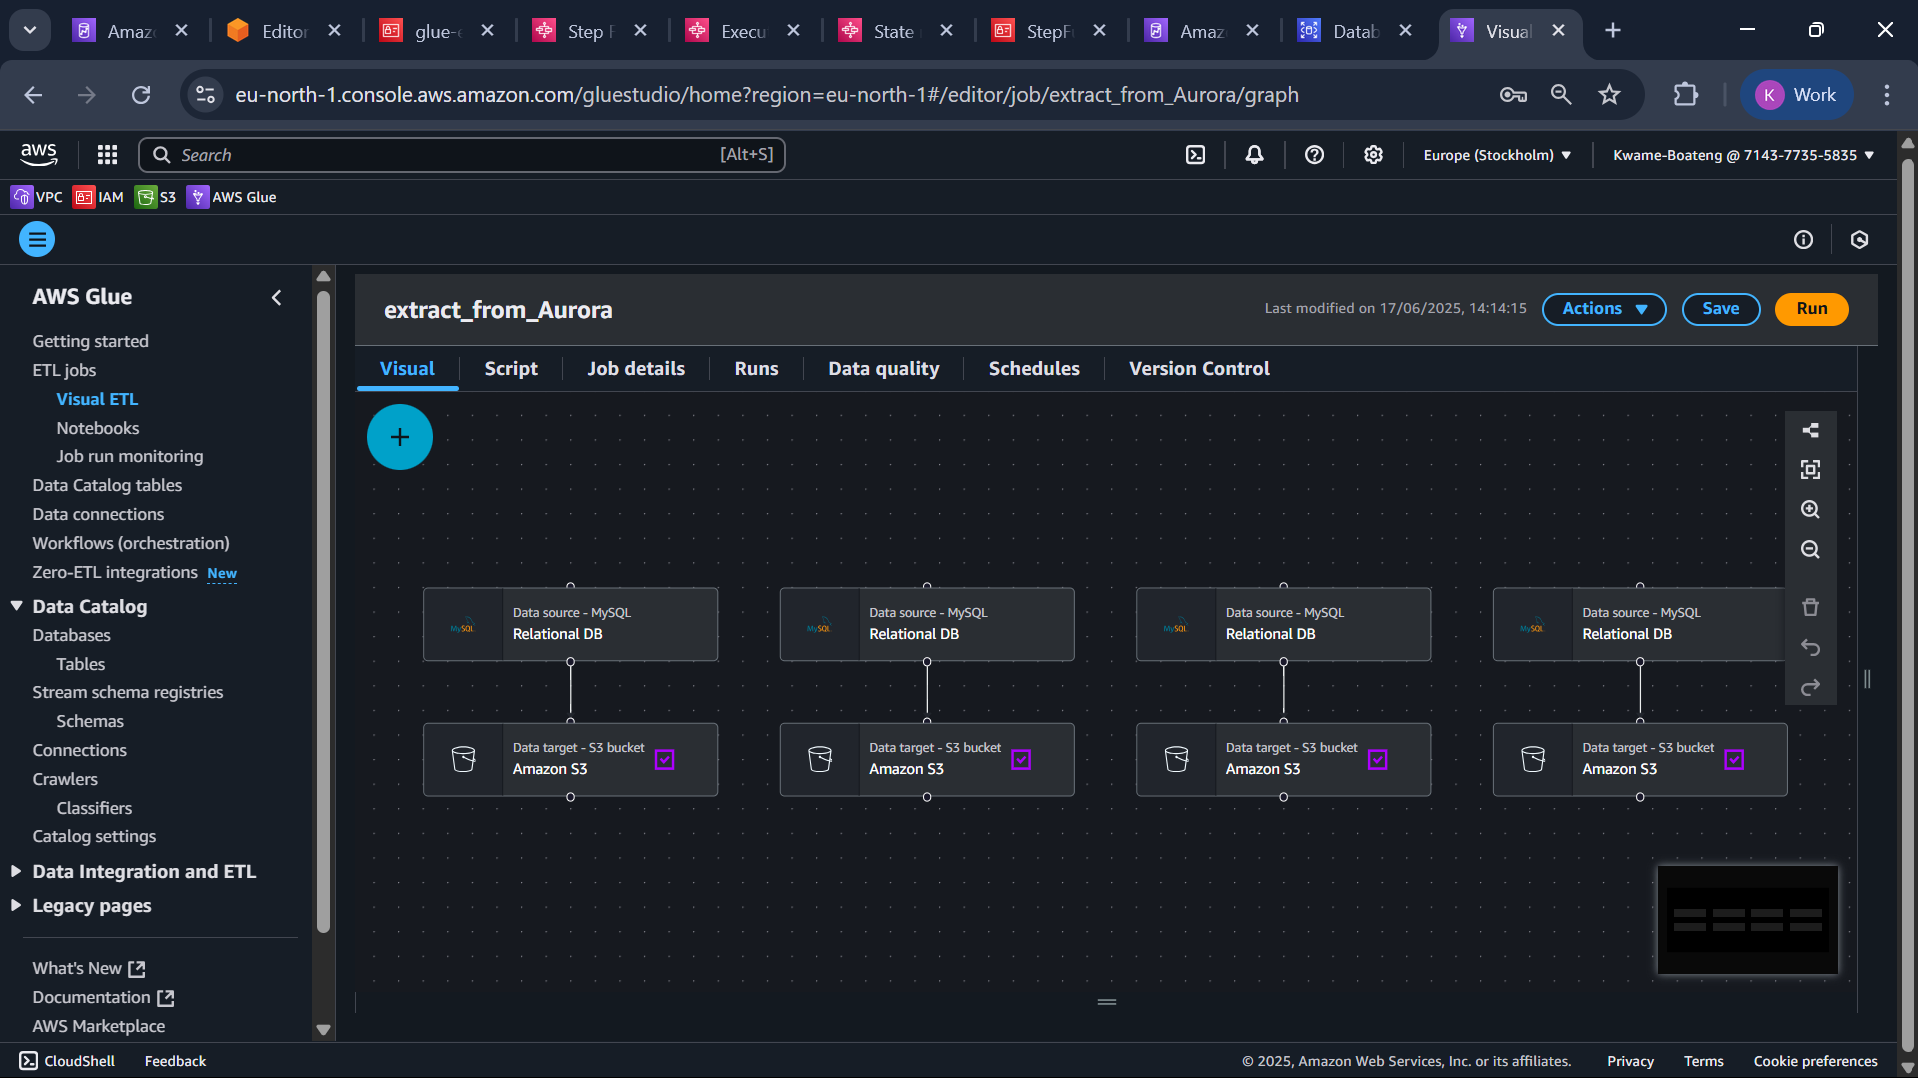 Amaz
Editor
glue-e
Step F
Execu
State
StepF
Amaz
Datab
Visual
eu-north-1.console.aws.amazon.com/gluestudio/home?region=eu-north-1#/editor/job/extract_from_Aurora/graph
K
Work
aws
Search
[Alt+S]
Europe (Stockholm)
Kwame-Boateng @ 7143-7735-5835
VPC
IAM
S3
AWS Glue
AWS Glue
Getting started
ETL jobs
Visual ETL
Notebooks
Job run monitoring
Data Catalog tables
Data connections
Workflows (orchestration)
Zero-ETL integrations New
Data Catalog
Databases
Tables
Stream schema registries
Schemas
Connections
Crawlers
Classifiers
Catalog settings
Data Integration and ETL
Legacy pages
What's New
Documentation
AWS Marketplace
extract_from_Aurora
Last modified on 17/06/2025, 14:14:15
Actions
Save
Run
Visual
Script
Job details
Runs
Data quality
Schedules
Version Control
MySQL
Data source - MySQL
Relational DB
MySQL
Data source - MySQL
Relational DB
MySQL
Data source - MySQL
Relational DB
MySQL
Data source - MySQL
Relational DB
Data target - S3 bucket
Amazon S3
Data target - S3 bucket
Amazon S3
Data target - S3 bucket
Amazon S3
Data target - S3 bucket
Amazon S3
CloudShell
Feedback
© 2025, Amazon Web Services, Inc. or its affiliates.
Privacy
Terms
Cookie preferences